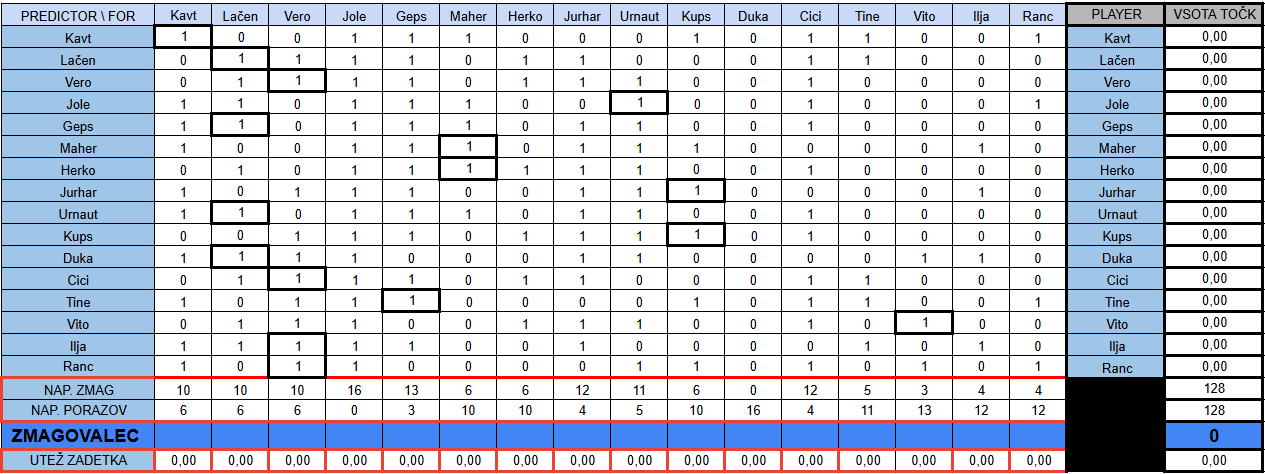 PREDICTOR \ FOR Kavt Lačen Vero Jole Geps Maher Herko Jurhar Urnaut Kups Duka Cici Tine Vito Ilja Ranc PLAYER VSOTA TOČK
Kavt 1 0 0 1 1 1 0 0 0 1 0 1 1 0 0 1 Kavt 0,00
Lačen 0 1 1 1 1 0 1 1 0 0 0 1 1 0 0 0 Lačen 0,00
Vero 0 1 1 1 1 0 1 1 1 0 0 1 0 0 0 0 Vero 0,00
Jole 1 1 0 1 1 1 0 0 1 0 0 1 0 0 0 1 Jole 0,00
Geps 1 1 0 1 1 1 0 1 1 0 0 1 0 0 0 0 Geps 0,00
Maher 1 0 0 1 1 1 0 1 1 0 0 1 0 0 1 0 Maher 0,00
Herko 1 0 0 1 1 1 1 1 1 0 0 1 0 0 0 0 Herko 0,00
Jurhar 1 0 1 1 1 0 0 1 1 1 0 0 0 0 1 0 Jurhar 0,00
Urnaut 1 1 0 1 1 1 0 1 1 0 0 1 0 0 0 0 Urnaut 0,00
Kups 0 0 1 1 1 0 1 1 1 1 0 1 0 0 0 0 Kups 0,00
Duka 1 1 1 1 0 0 0 1 1 0 0 0 0 1 1 0 Duka 0,00
Cici 0 1 1 1 1 0 1 1 0 0 0 1 1 0 0 0 Cici 0,00
Tine 1 0 1 1 1 0 0 0 0 1 0 1 1 0 0 1 Tine 0,00
Vito 0 1 1 1 0 0 1 1 1 0 0 1 0 1 0 0 Vito 0,00
Ilja 1 1 1 1 1 0 0 1 0 1 0 0 1 0 1 0 Ilja 0,00
Ranc 1 0 1 1 1 0 0 0 1 1 0 1 0 1 0 1 Ranc 0,00
NAP. ZMAG 10 10 10 16 13 6 6 12 11 6 0 12 5 3 4 4 128
NAP. PORAZOV 6 6 6 0 3 10 10 4 5 10 16 4 11 13 12 12 128
ZMAGOVALEC 0
UTEŽ ZADETKA 0,00 0,00 0,00 0,00 0,00 0,00 0,00 0,00 0,00 0,00 0,00 0,00 0,00 0,00 0,00 0,00 0,00